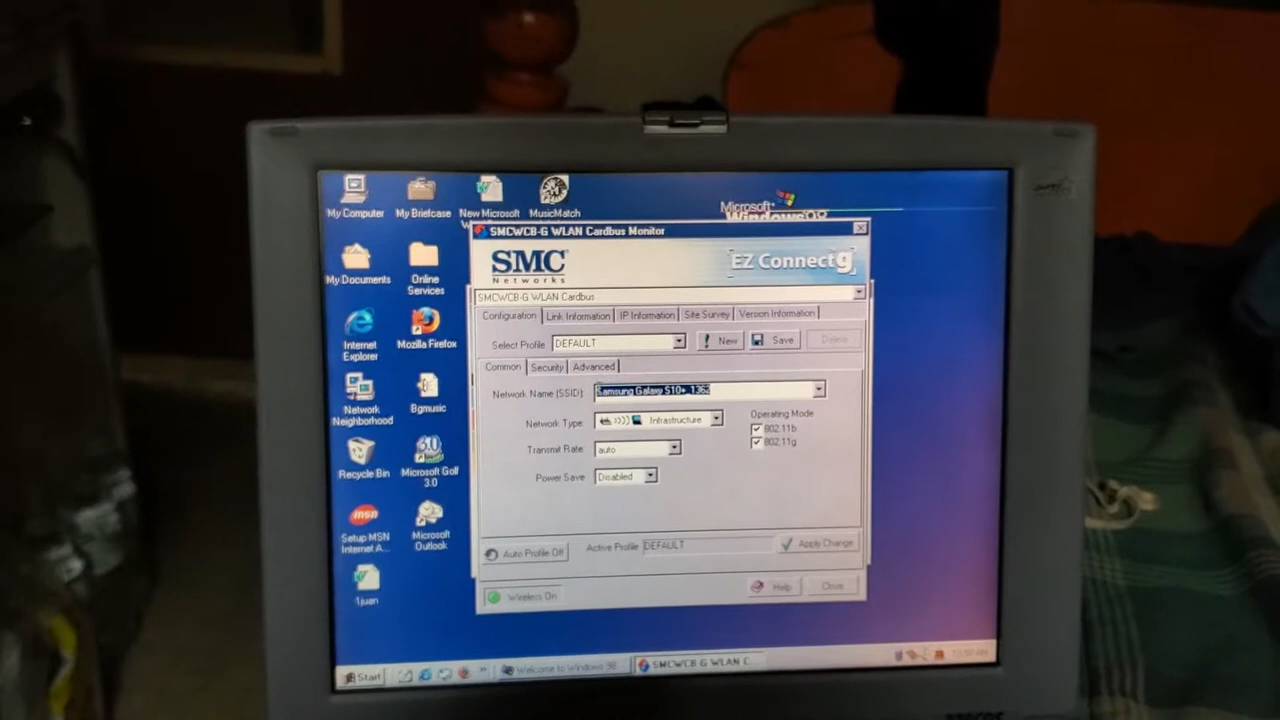 My Computer
My Briefcase
New Microsoft
MusicMatch
Microsoft
Windows98
My Documents
Online
Services
Internet
Explorer
Mozilla Firefox
Network
Neighborhood
Bgmusic
Recycle Bin
Microsoft Golf
3.0
Setup MSN
Internet A...
Microsoft
Outlook
1juan
msn
SMCWCB-G WLAN Cardbus Monitor
SMC
Networks
EZ Connect g
SMCWCB-G WLAN Cardbus
Configuration Link Information IP Information Site Survey Version Information
Select Profile DEFAULT New Save Delete
Common Security Advanced
Network Name (SSID): Samsung Galaxy S10+
Network Type: Infrastructure
Operating Mode
802.11b
802.11g
Transmit Rate: auto
Power Save: Disabled
Auto Profile Off Active Profile DEFAULT Apply Change
Wireless On Help Close
Start Welcome to Windows 98 SMCWCB-G WLAN C...